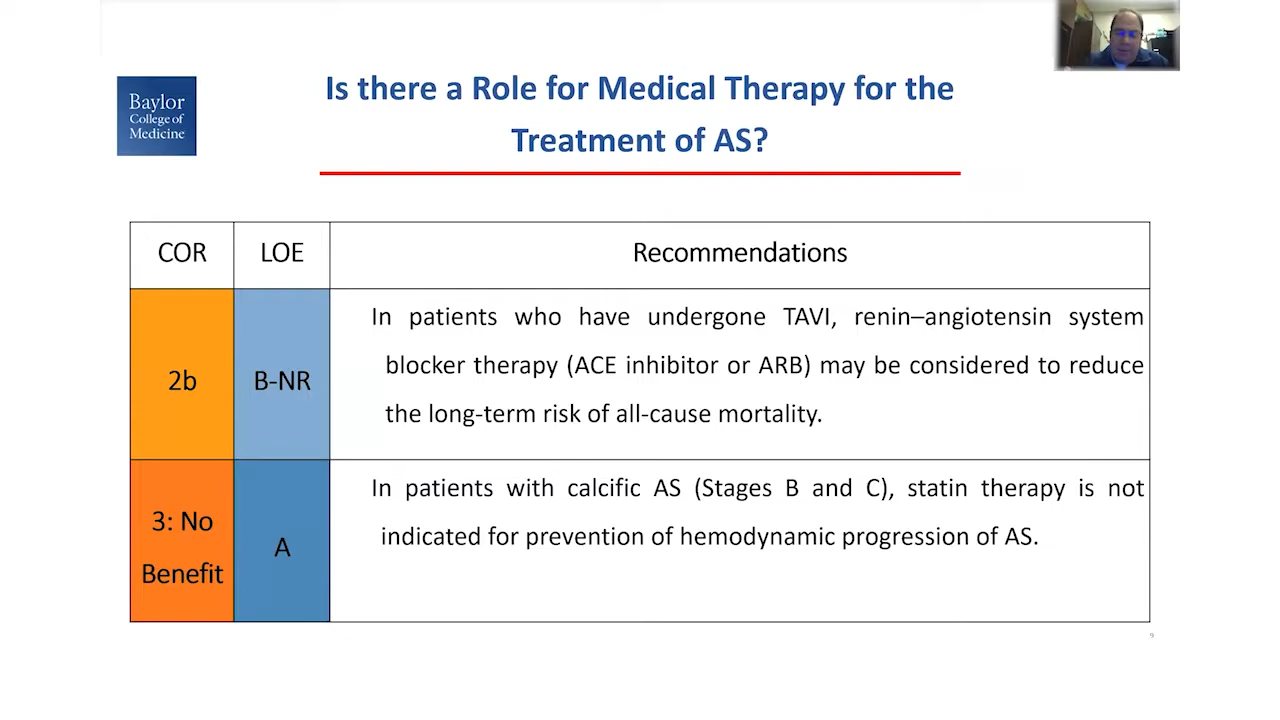 Baylor
College of
Medicine
Is there a Role for Medical Therapy for the
Treatment of AS?
COR LOE Recommendations
2b B-NR
In patients who have undergone TAVI, renin–angiotensin system
blocker therapy (ACE inhibitor or ARB) may be considered to reduce
the long-term risk of all-cause mortality.
3: No
Benefit
A
In patients with calcific AS (Stages B and C), statin therapy is not
indicated for prevention of hemodynamic progression of AS.
9